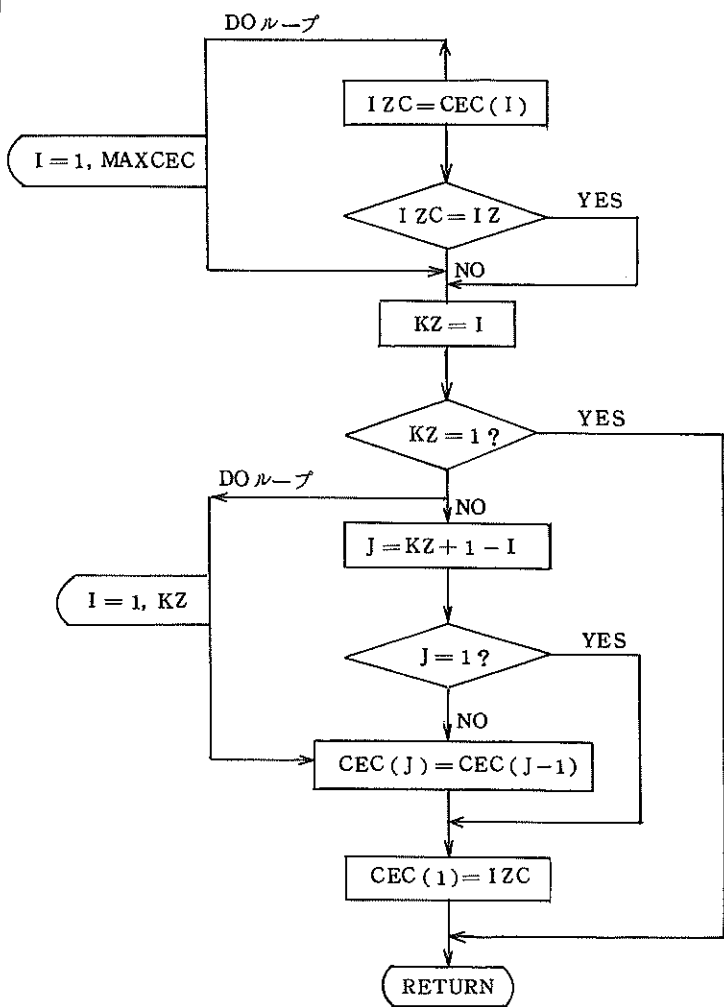 DOループ
IZC=CEC(I)
I=1, MAXCEC
IZC=IZ
YES
NO
KZ=I
KZ=1?
YES
DOループ
NO
J=KZ+1-I
I=1, KZ
J=1?
YES
NO
CEC(J)=CEC(J-1)
CEC(1)=IZC
RETURN